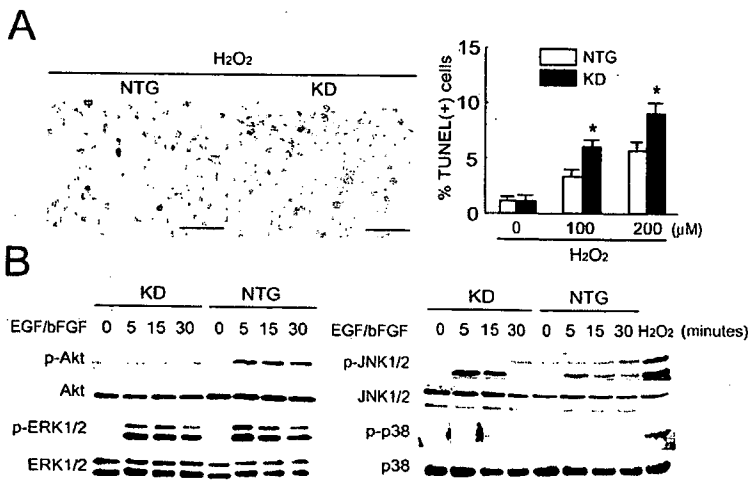 A
H2O2
NTG
KD
% TUNEL(+) cells
15
10
5
0
NTG
KD
*
*
0
100
200
(μM)
H2O2
B
KD
NTG
EGF/bFGF 0 5 15 30 0 5 15 30
p-Akt
Akt
p-ERK1/2
ERK1/2
KD
NTG
EGF/bFGF 0 5 15 30 0 5 15 30 H2O2 (minutes)
p-JNK1/2
JNK1/2
p-p38
p38